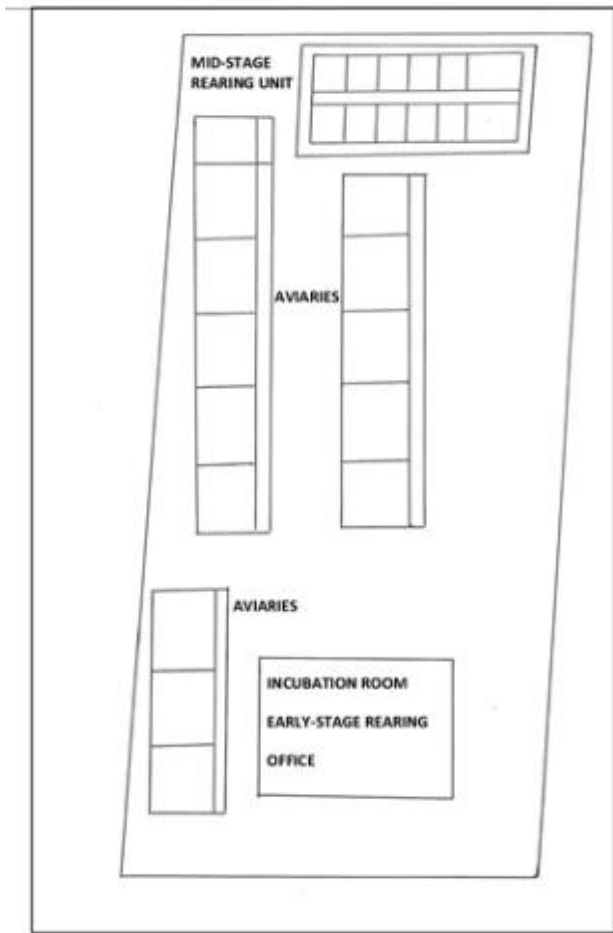 MID-STAGE
REARING UNIT
AVIARIES
AVIARIES
INCUBATION ROOM
EARLY-STAGE REARING
OFFICE